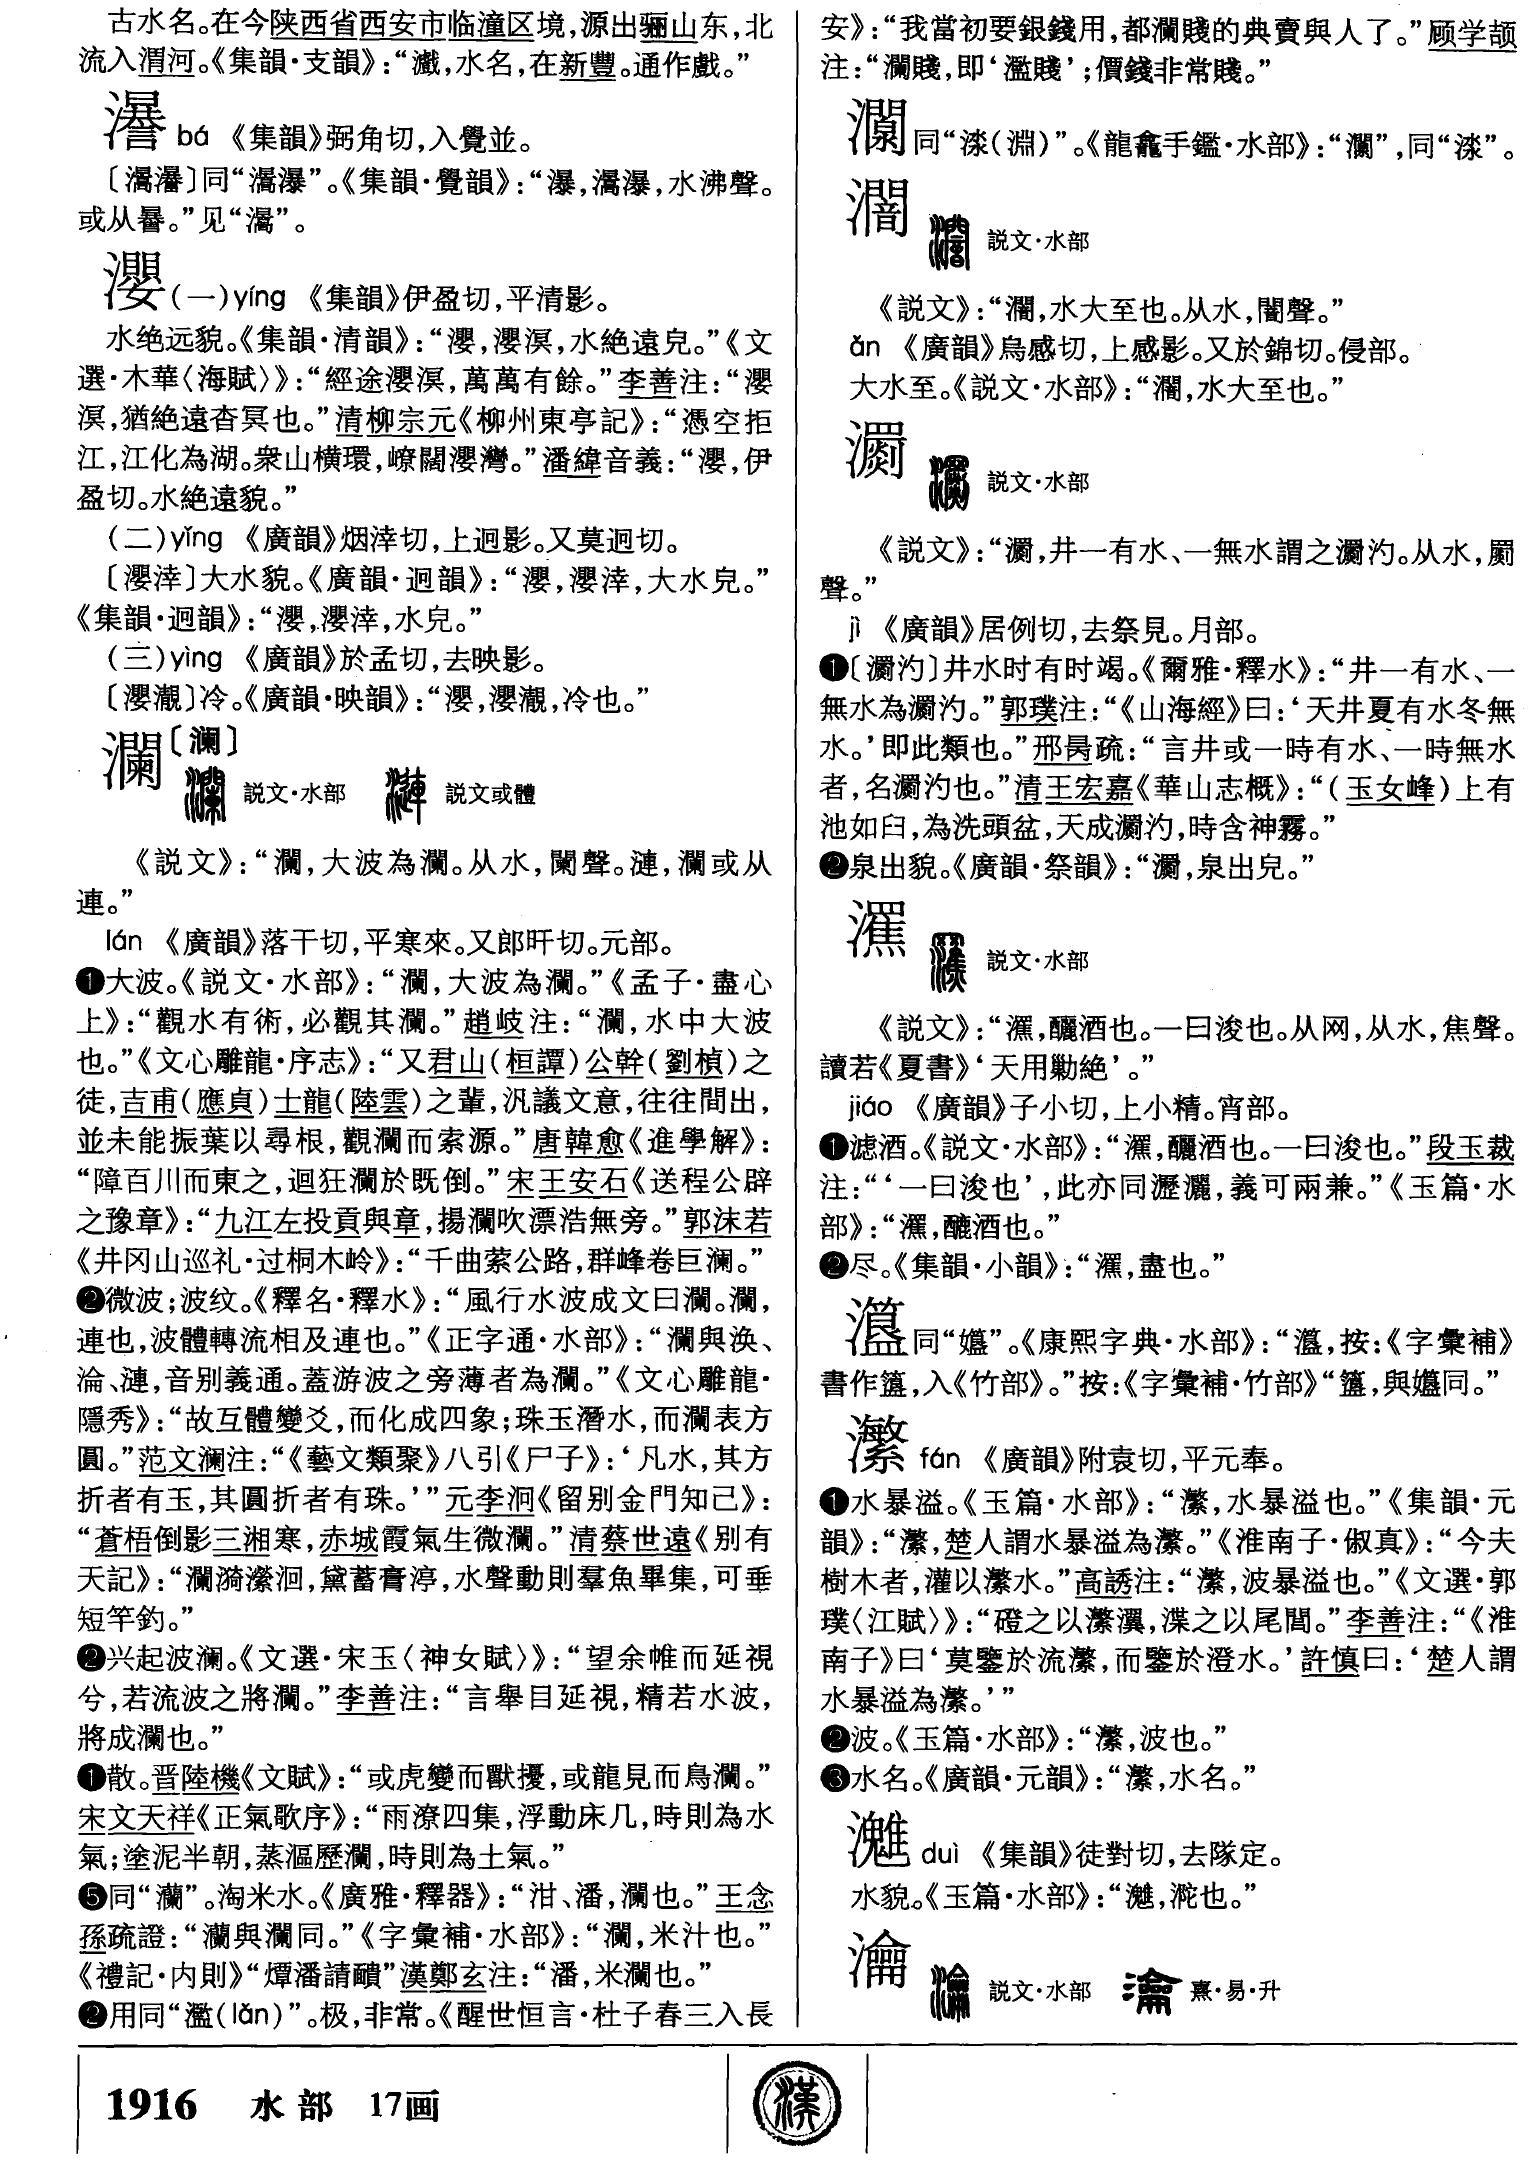 古水名。在今陕西省西安市临潼区境,源出骊山东,北
流入渭河。《集韻·支韻》:“灎,水名,在新豐。通作戲。”
bá 《集韻》弼角切,入覺並。
同“灂瀑”。《集韻·覺韻》:“瀑,灂瀑,水沸聲。
或从暴。”见“灂”。
瀴(一)yíng 《集韻》伊盈切,平清影。
水绝远貌。《集韻·清韻》:“瀴,瀴溟,水絶遠皃。”《文
選·木華〈海賦〉》:“經途瀴溟,萬萬有餘。”李善注:“瀴
溟,猶絶遠杳冥也。”清柳宗元《柳州東亭記》:“憑空拒
江,江化為湖。衆山横環,嶛闊瀴灣。”潘緯音義:“瀴,伊
盈切。水絶遠貌。”
(二)yǐng 《廣韻》烟涬切,上迥影。又莫迥切。
〔瀴涬〕大水貌。《廣韻·迥韻》:“瀴,瀴涬,大水皃。”
《集韻·迥韻》:“瀴,瀴涬,水皃。”
(三)yìng 《廣韻》於孟切,去映影。
〔瀴瀙〕冷。《廣韻·映韻》:“瀴,瀴瀙,冷也。”
瀾〔澜〕
説文·水部 説文或體
《説文》:“瀾,大波為瀾。从水,闌聲。漣,瀾或从
連。”
lán 《廣韻》落干切,平寒來。又郎旰切。元部。
❶大波。《説文·水部》:“瀾,大波為瀾。”《孟子·盡心
上》:“觀水有術,必觀其瀾。”趙岐注:“瀾,水中大波
也。”《文心雕龍·序志》:“又君山(桓譚)公幹(劉楨)之
徒,吉甫(應貞)士龍(陸雲)之輩,汎議文意,往往間出,
並未能振葉以尋根,觀瀾而索源。”唐韓愈《進學解》:
“障百川而東之,迴狂瀾於既倒。”宋王安石《送程公辟
之豫章》:“九江左投貢與章,揚瀾吹漂浩無旁。”郭沫若
《井冈山巡礼·过桐木岭》:“千曲萦公路,群峰卷巨澜。”
❷微波;波纹。《釋名·釋水》:“風行水波成文曰瀾。瀾,
連也,波體轉流相及連也。”《正字通·水部》:“瀾與涣、
淪、漣,音别義通。蓋游波之旁薄者為瀾。”《文心雕龍·
隱秀》:“故互體變爻,而化成四象;珠玉潛水,而瀾表方
圓。”范文澜注:“《藝文類聚》八引《尸子》:‘凡水,其方
折者有玉,其圓折者有珠。’”元李泂《留别金門知己》:
“蒼梧倒影三湘寒,赤城霞氣生微瀾。”清蔡世遠《别有
天記》:“瀾漪瀠洄,黛蓄膏渟,水聲動則羣魚畢集,可垂
短竿釣。”
❷兴起波澜。《文選·宋玉〈神女賦〉》:“望余帷而延視
兮,若流波之將瀾。”李善注:“言舉目延視,精若水波,
將成瀾也。”
❶散。晋陸機《文賦》:“或虎變而獸擾,或龍見而鳥瀾。”
宋文天祥《正氣歌序》:“雨潦四集,浮動床几,時則為水
氣;塗泥半朝,蒸漚歷瀾,時則為土氣。”
❺同“灡”。淘米水。《廣雅·釋器》:“泔、潘,瀾也。”王念
孫疏證:“灡與瀾同。”《字彙補·水部》:“瀾,米汁也。”
《禮記·内則》“燂潘請靧”漢鄭玄注:“潘,米瀾也。”
❷用同“濫(làn)”。极,非常。《醒世恒言·杜子春三入長
安》:“我當初要銀錢用,都瀾賤的典賣與人了。”顾学颉
注:“瀾賤,即‘滥賤’;價錢非常賤。”
同“渁(淵)”。《龍龕手鑑·水部》:同“渁”。
濶
説文·水部
《説文》:水大至也。从水,闇聲。”
ǎn 《廣韻》烏感切,上感影。又於錦切。侵部。
大水至。《説文·水部》:水大至也。”
瀱
説文·水部
《説文》:“瀱,井一有水、一無水謂之瀱汋。从水,罽
聲。”
jì 《廣韻》居例切,去祭見。月部。
❶〔瀱汋〕井水时有时竭。《爾雅·釋水》:“井一有水、一
無水為瀱汋。”郭璞注:“《山海經》曰:‘天井夏有水冬無
水。’即此類也。”邢昺疏:“言井或一時有水、一時無水
者,名瀱汋也。”清王宏嘉《華山志概》:“(玉女峰)上有
池如臼,為洗頭盆,天成瀱汋,時含神霧。”
❷泉出貌。《廣韻·祭韻》:“瀱,泉出皃。”
灂
説文·水部
《説文》:釃酒也。一曰浚也。从网,从水,焦聲。
讀若《夏書》‘天用勦絶’。”
jiǎo 《廣韻》子小切,上小精。宵部。
❶滤酒。《説文·水部》:釃酒也。一曰浚也。”段玉裁
注:“‘一曰浚也’,此亦同瀝灑,義可兩兼。”《玉篇·水
部》:漉酒也。”
❷尽。《集韻·小韻》:盡也。”
同《康熙字典·水部》:按:《字彙補》
書作入《竹部》。”按:《字彙補·竹部》
瀿 fán 《廣韻》附袁切,平元奉。
❶水暴溢。《玉篇·水部》:“瀿,水暴溢也。”《集韻·元
韻》:“瀿,楚人謂水暴溢為瀿。”《淮南子·俶真》:“今夫
樹木者,灌以瀿水。”高誘注:“瀿,波暴溢也。”《文選·郭
璞〈江賦〉》:“磴之以瀿瀷,渫之以尾閭。”李善注:“《淮
南子》曰‘莫鑒於流瀿,而鑒於澄水。’許慎曰:‘楚人謂
水暴溢為瀿。’”
❷波。《玉篇·水部》:“瀿,波也。”
❸水名。《廣韻·元韻》:“瀿,水名。”
duì 《集韻》徒對切,去隊定。
水貌。《玉篇·水部》:
瀹
説文·水部 熹·易·升
1916 水部 17画
漢